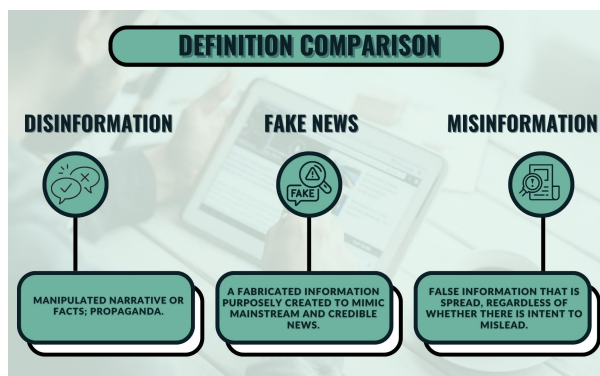 DEFINITION COMPARISON
DISINFORMATION
FAKE NEWS
MISINFORMATION
FAKE
MANIPULATED NARRATIVE OR
FACTS; PROPAGANDA.
A FABRICATED INFORMATION
PURPOSELY CREATED TO MIMIC
MAINSTREAM AND CREDIBLE
NEWS.
FALSE INFORMATION THAT IS
SPREAD, REGARDLESS OF
WHETHER THERE IS INTENT TO
MISLEAD.